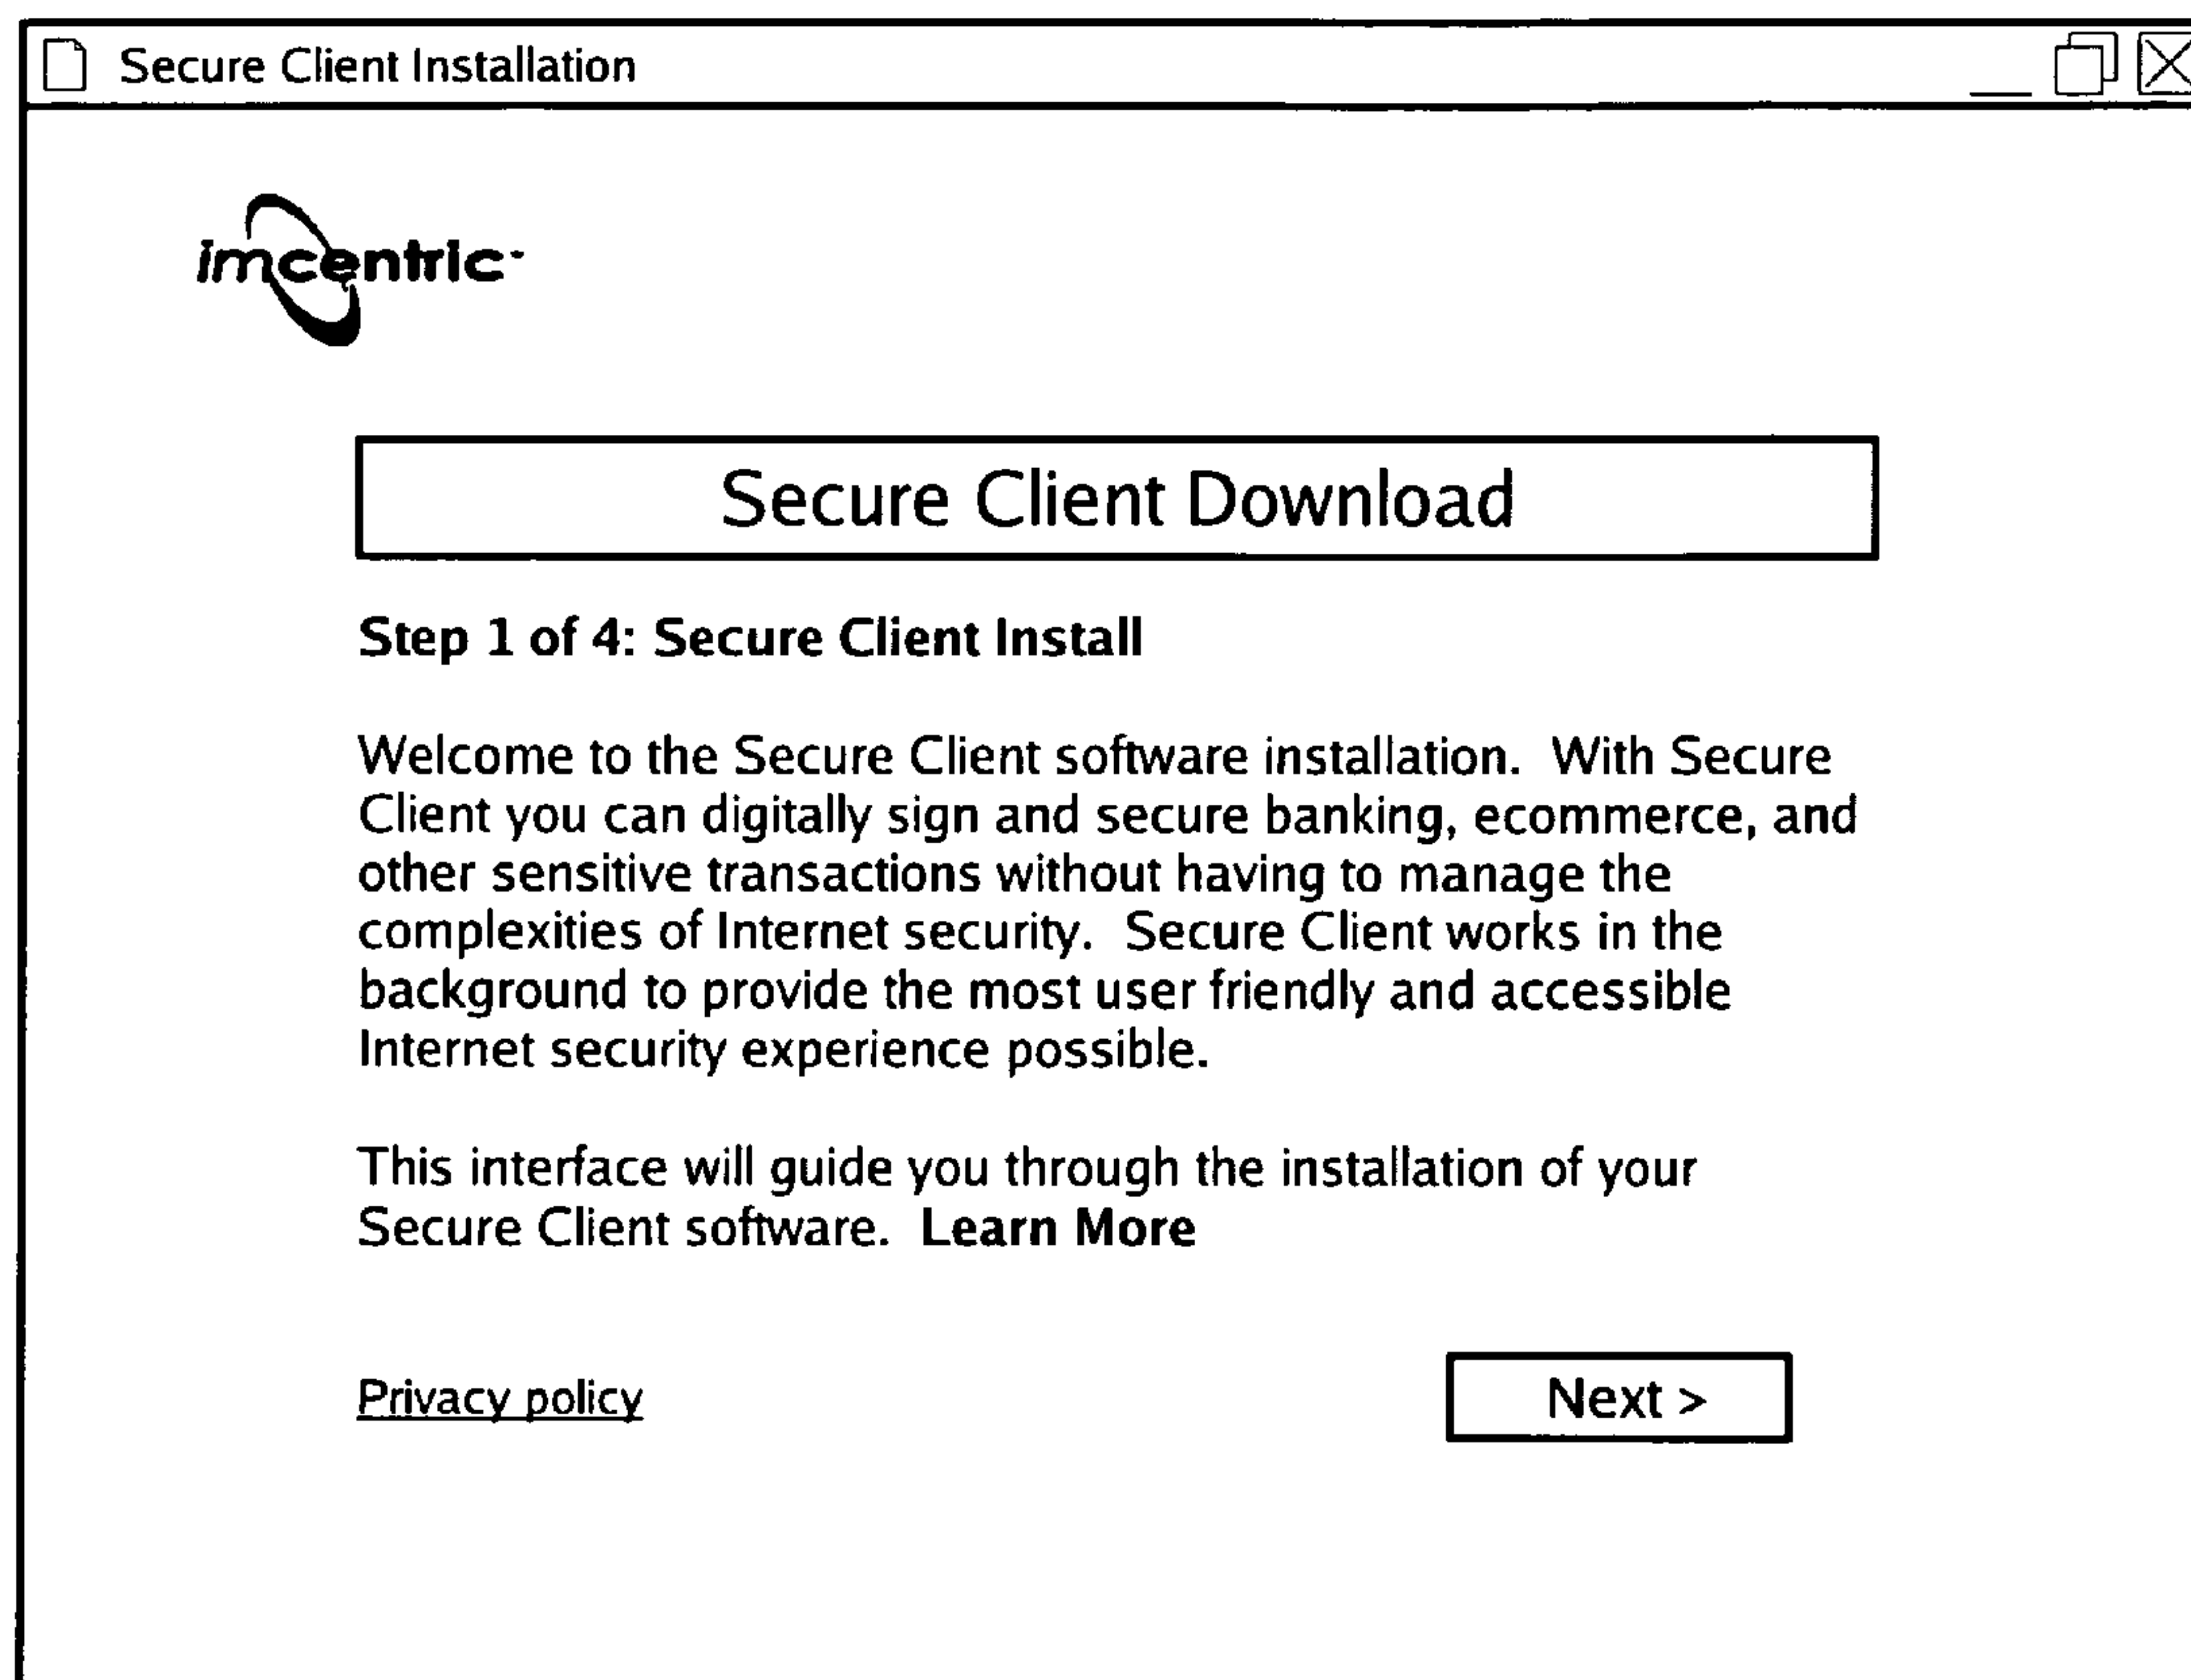 Secure Client Installation
imcentric
Secure Client Download
Step 1 of 4: Secure Client Install
Welcome to the Secure Client software installation.  With Secure
Client you can digitally sign and secure banking, ecommerce, and
other sensitive transactions without having to manage the
complexities of Internet security.  Secure Client works in the
background to provide the most user friendly and accessible
Internet security experience possible.
This interface will guide you through the installation of your
Secure Client software.  Learn More
Privacy policy
Next >